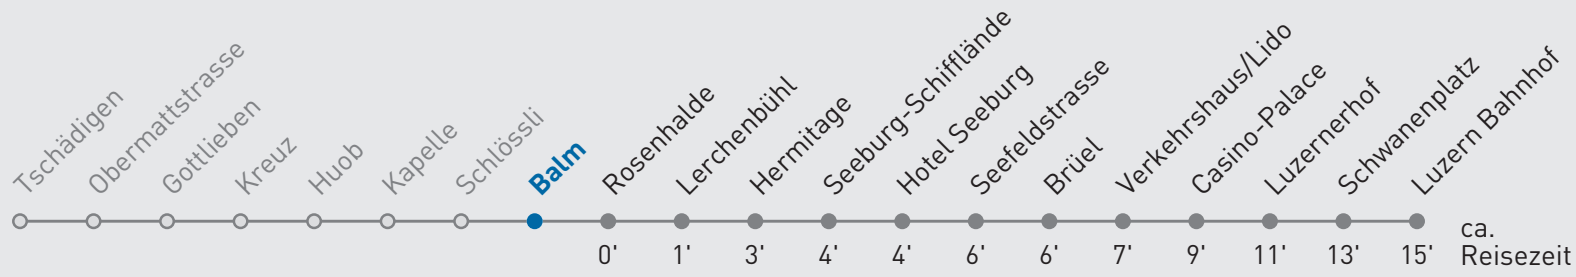 Tschädigen
Obermattstrasse
Gottlieben
Kreuz
Huob
Kapelle
Schlössli
Balm
Rosenhalde
Lerchenbühl
Hermitage
Seeburg-Schifflände
Hotel Seeburg
Seefeldstrasse
Brüel
Verkehrshaus/Lido
Casino-Palace
Luzernerhof
Schwanenplatz
Luzern Bahnhof
0' 1' 3' 4' 4' 6' 6' 7' 9' 11' 13' 15'
ca.
Reisezeit